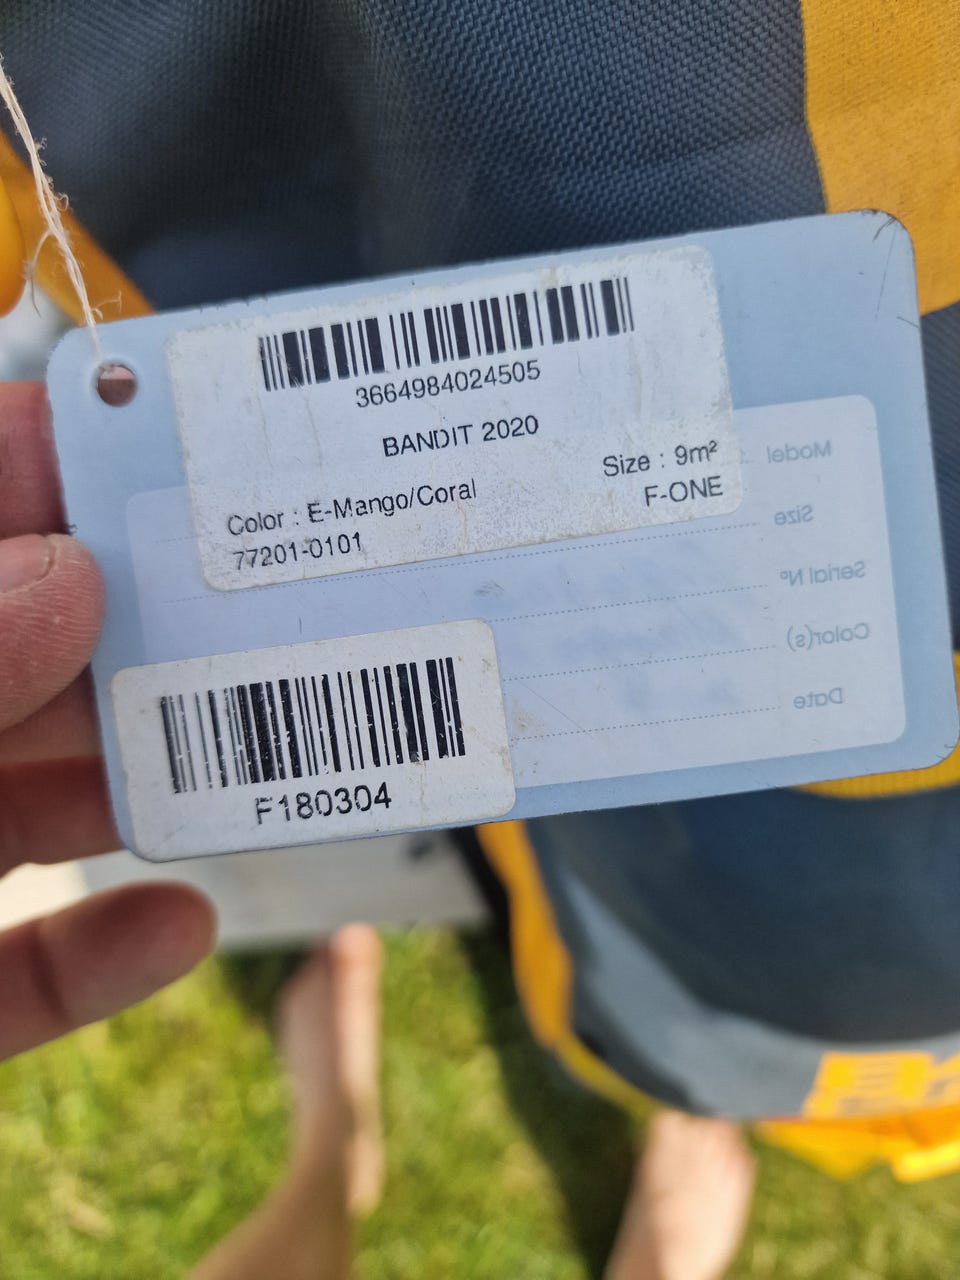 3664984024505
BANDIT 2020
Size : 9m²
Color : E-Mango/Coral
F-ONE
77201-0101
Model
Size
Serial Nº
Color(s)
Date
F180304